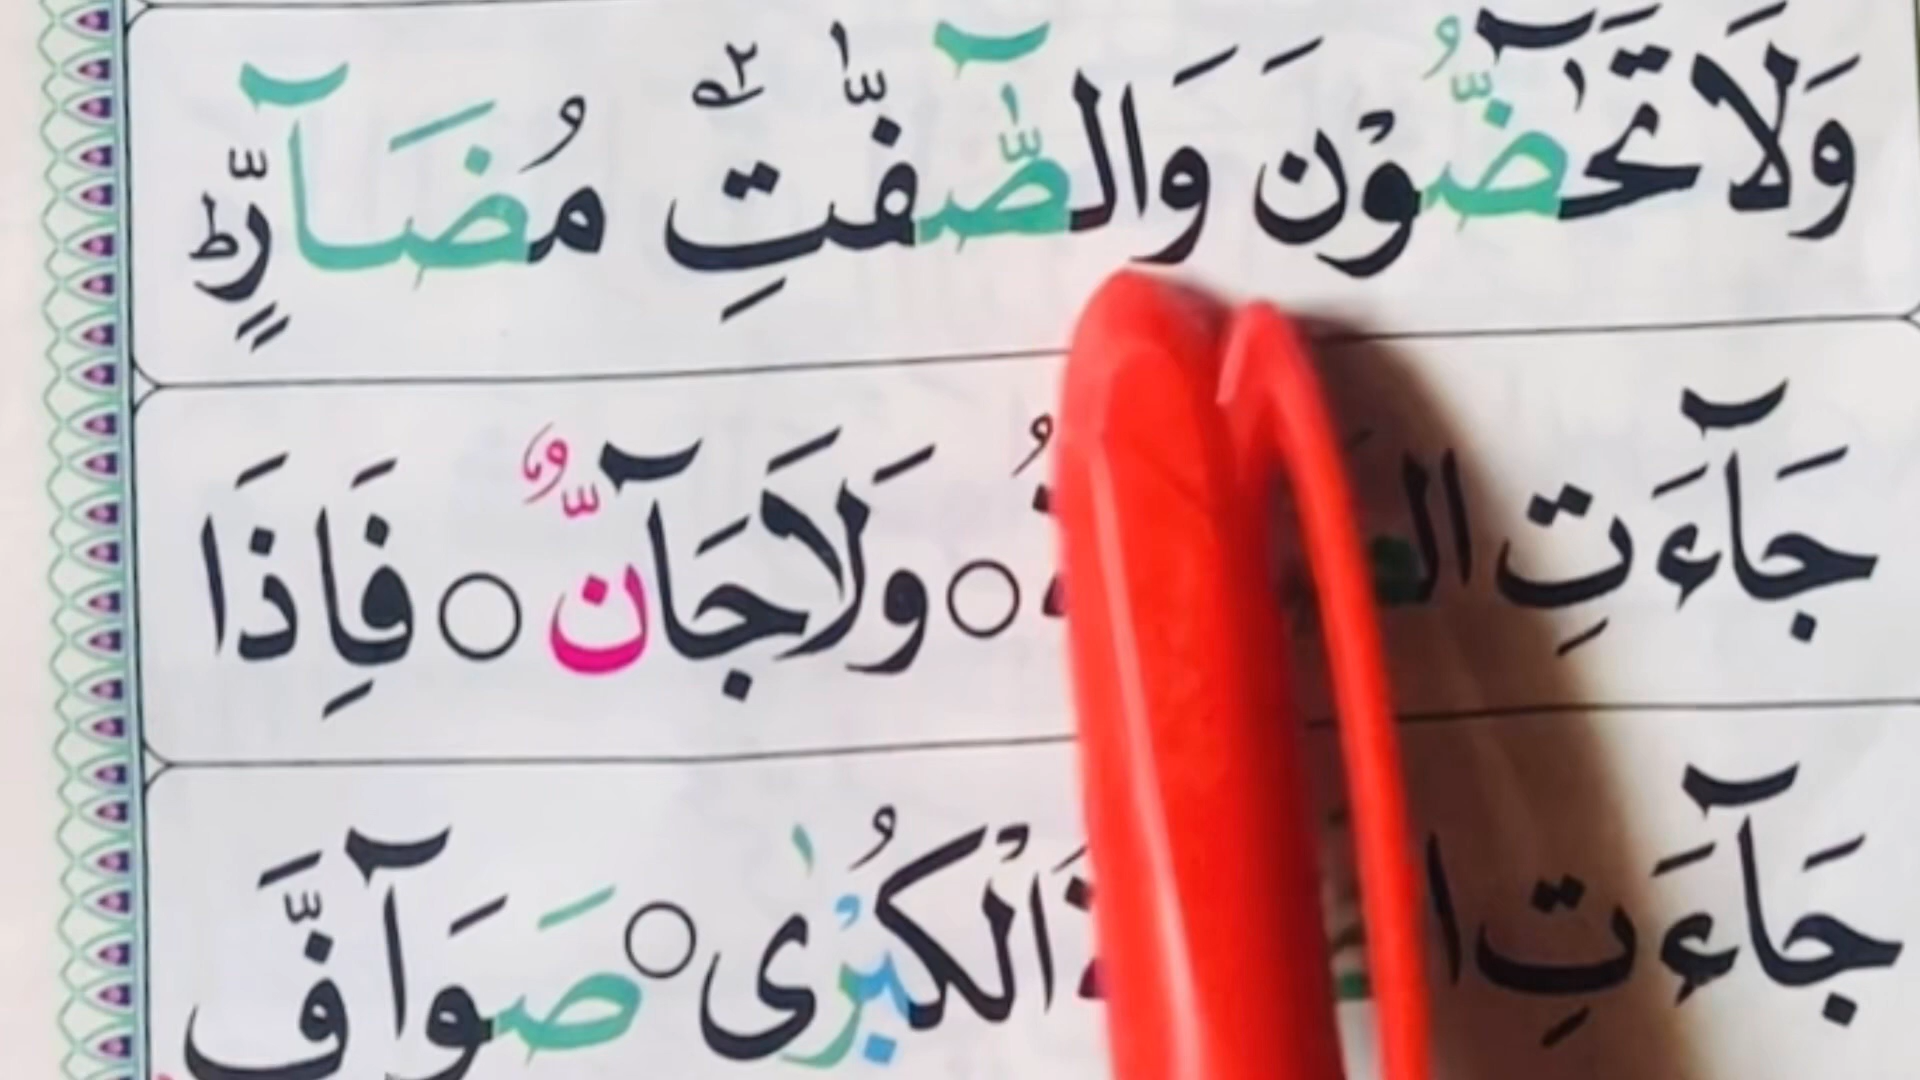 وَلَا تَحٰٓضُّوْنَ وَالصّٰٓفّٰتِ مُضَآرٍّ ط
جَآءَتِ ○ وَلَا جَآنٌّ ○ فَاِذَا
جَآءَتِ الْكُبْرٰى ○ صَوَآفَّ